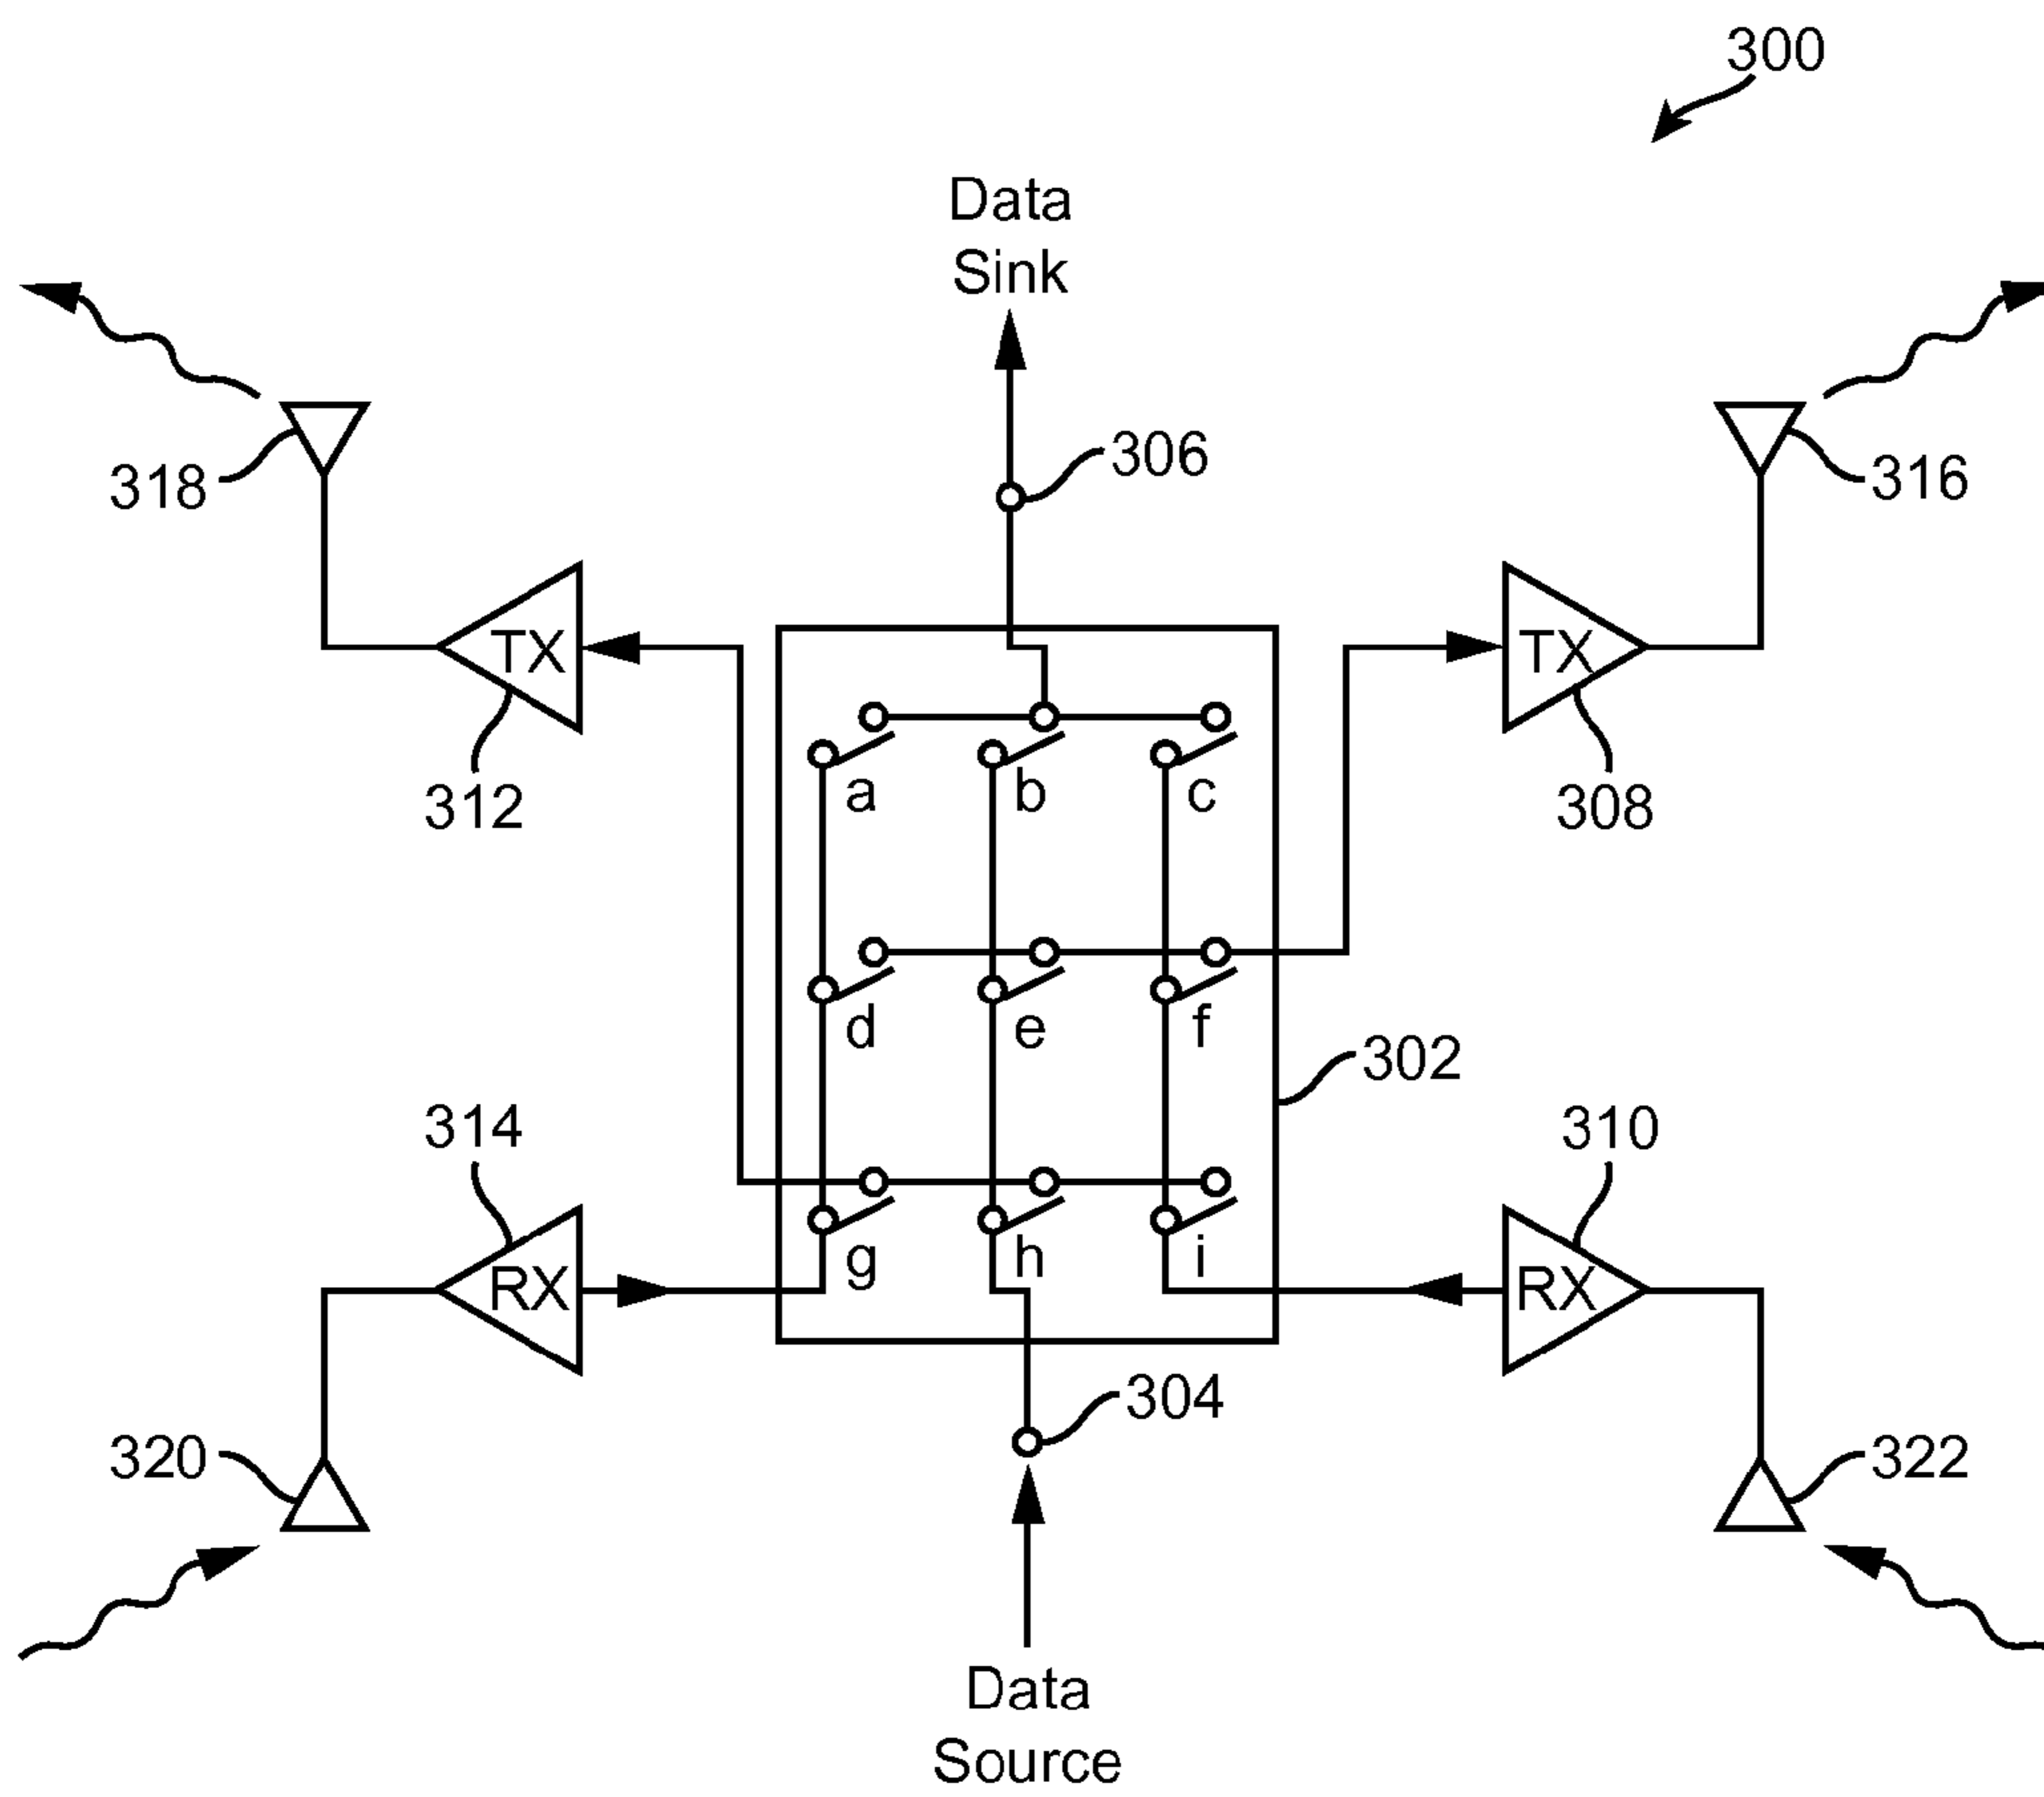 300
Data
Sink
306
318
316
TX
TX
312
308
a
b
c
d
e
f
302
314
310
g
h
i
RX
RX
304
320
322
Data
Source